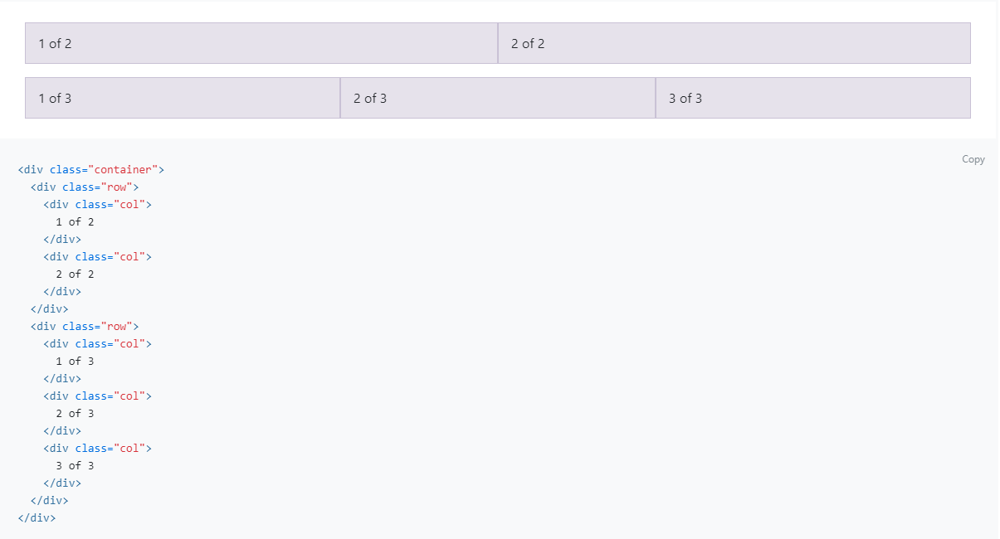 1 of 2 2 of 2
1 of 3 2 of 3 3 of 3
Copy
<div class="container">
  <div class="row">
    <div class="col">
      1 of 2
    </div>
    <div class="col">
      2 of 2
    </div>
  </div>
  <div class="row">
    <div class="col">
      1 of 3
    </div>
    <div class="col">
      2 of 3
    </div>
    <div class="col">
      3 of 3
    </div>
  </div>
</div>